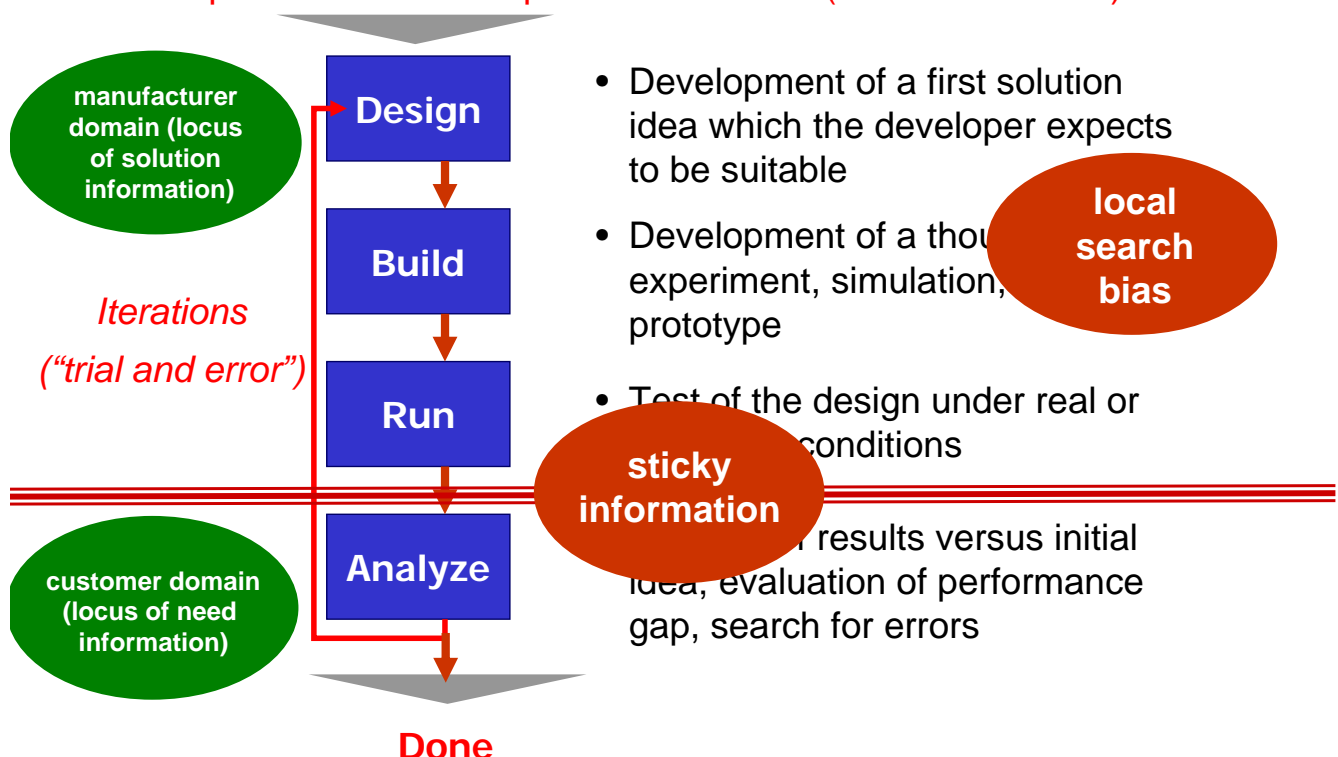 manufacturer
domain (locus
of solution
information)
Design
• Development of a first solution
idea which the developer expects
to be suitable
local
search
bias
Build
• Development of a
experiment, simulation,
prototype
Iterations
(“trial and error”)
Run
• Test of the design under real or
conditions
sticky
information
Analyze
results versus initial
idea, evaluation of performance
gap, search for errors
customer domain
(locus of need
information)
Done